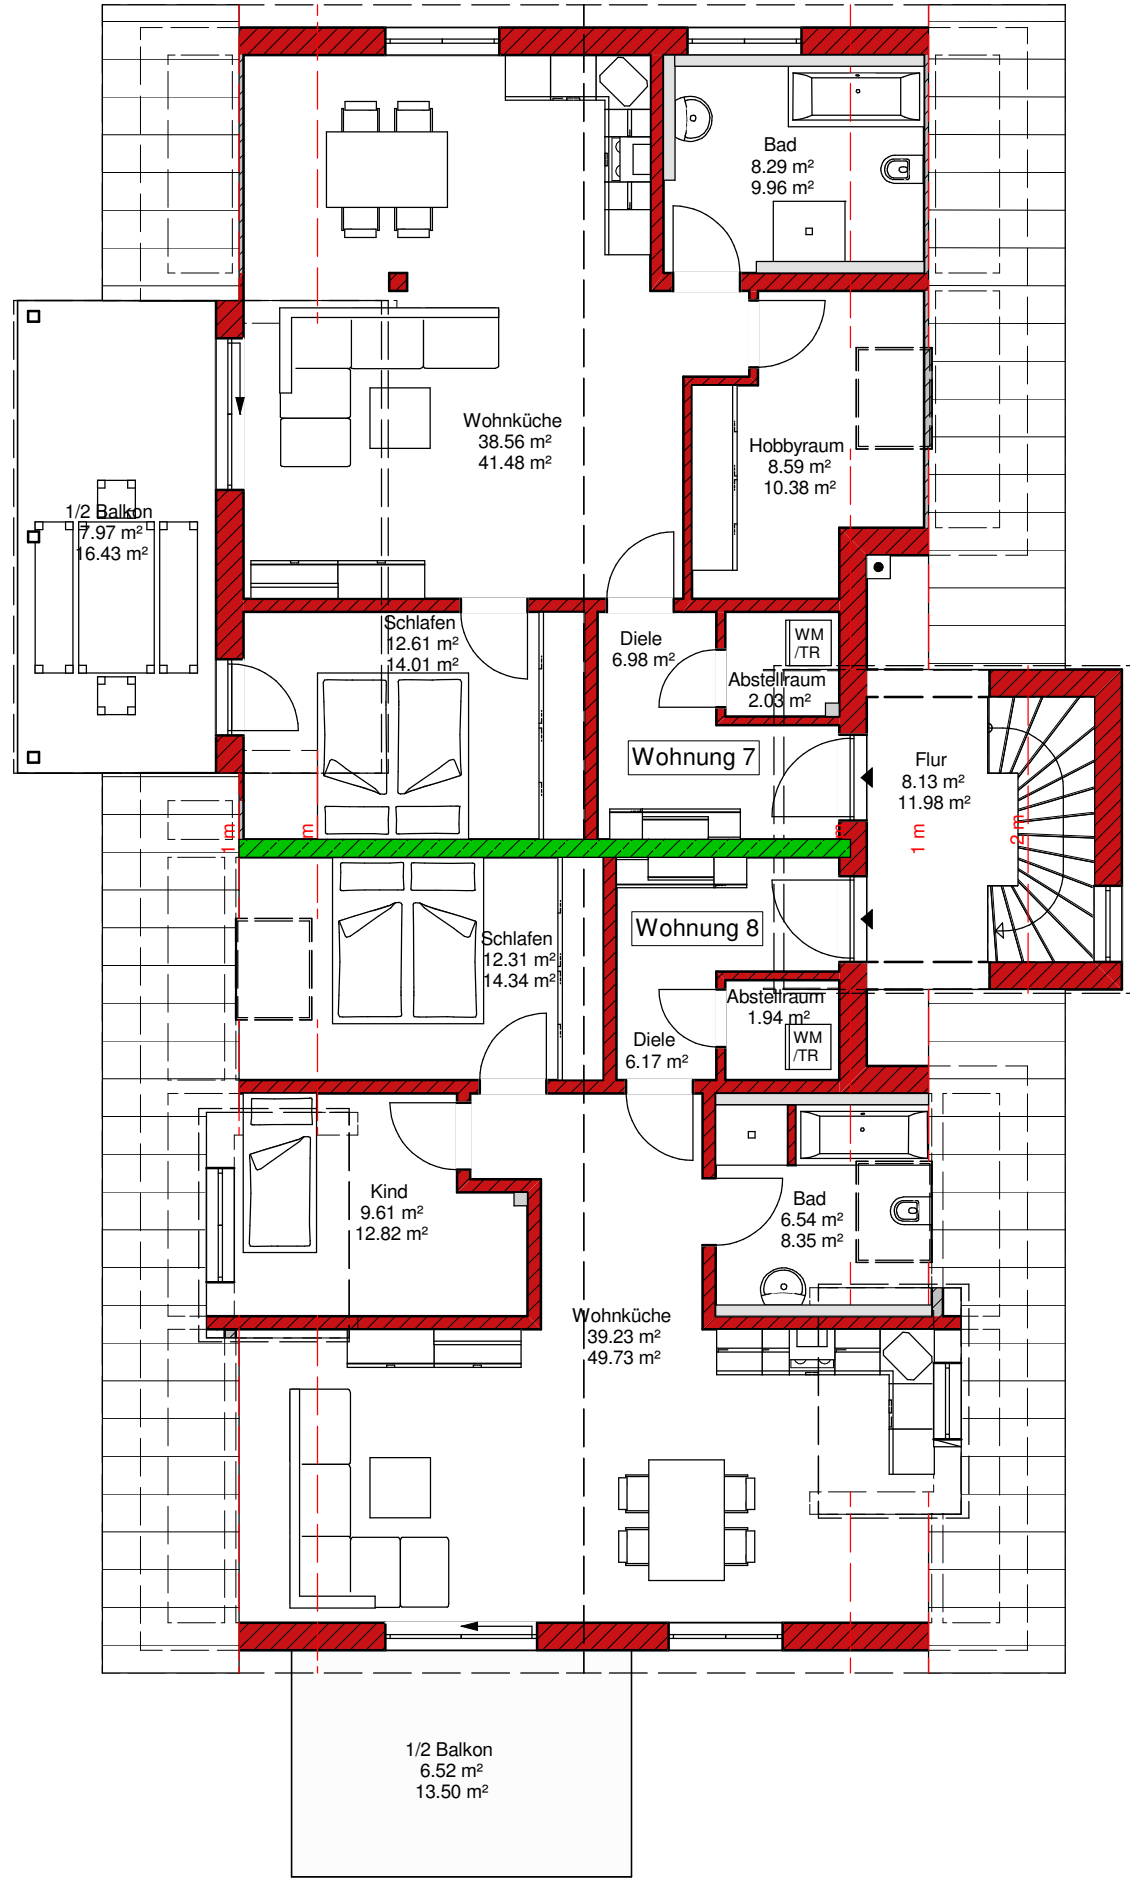 Bad
8.29 m²
9.96 m²
Wohnküche
38.56 m²
41.48 m²
Hobbyraum
8.59 m²
10.38 m²
1/2 Balkon
7.97 m²
16.43 m²
Schlafen
12.61 m²
14.01 m²
Diele
6.98 m²
WM
/TR
Abstellraum
2.03 m²
Wohnung 7
Flur
8.13 m²
11.98 m²
1 m
m
m
1 m
2 m
Wohnung 8
Schlafen
12.31 m²
14.34 m²
Abstellraum
1.94 m²
WM
/TR
Diele
6.17 m²
Kind
9.61 m²
12.82 m²
Bad
6.54 m²
8.35 m²
Wohnküche
39.23 m²
49.73 m²
1/2 Balkon
6.52 m²
13.50 m²